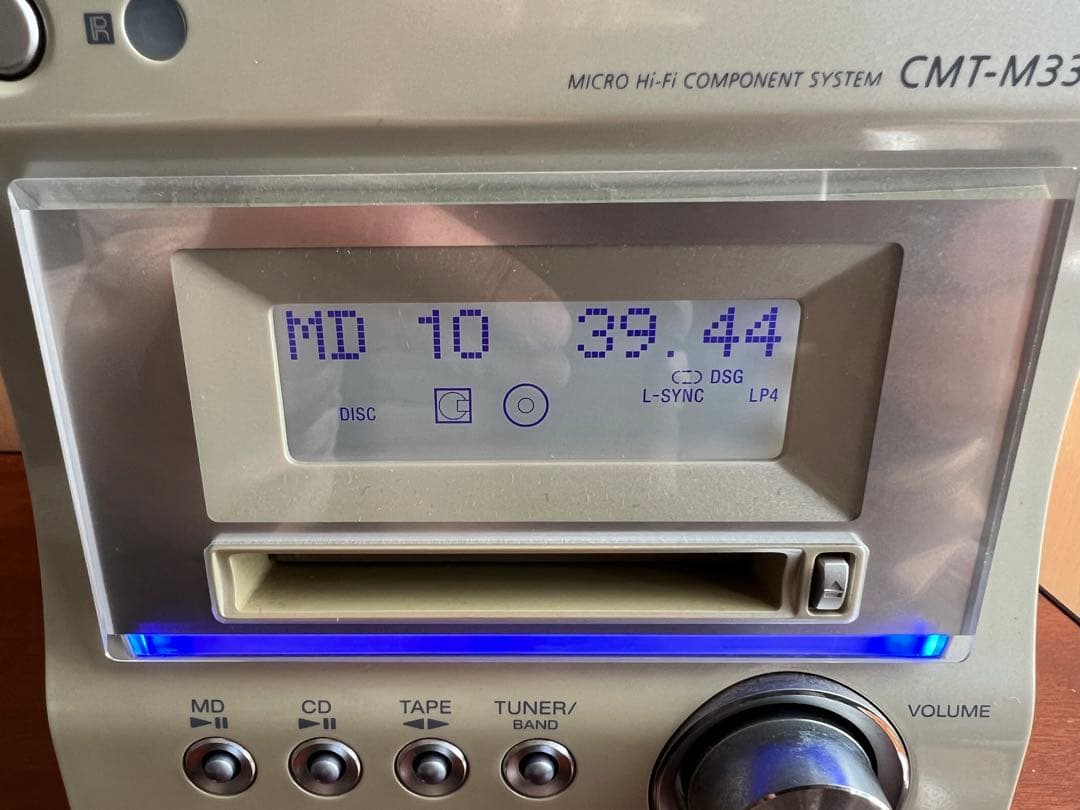 R
MICRO Hi-Fi COMPONENT SYSTEM CMT-M33
MD 10 39.44
DSG
L-SYNC LP4
DISC
MD CD TAPE TUNER/
BAND
VOLUME